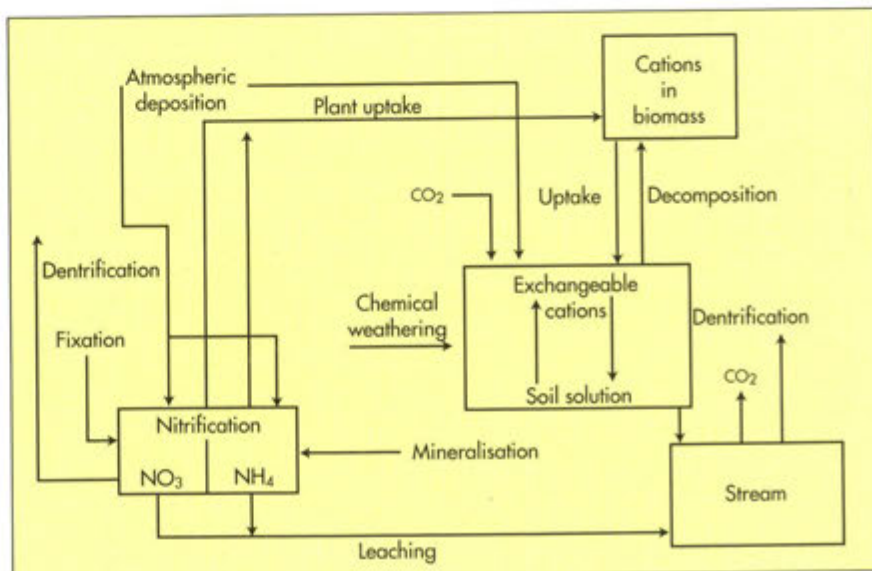 Atmospheric
deposition
Plant uptake
Cations
in
biomass
CO2
Uptake
Decomposition
Dentrification
Fixation
Chemical
weathering
Exchangeable
cations
Soil solution
Dentrification
CO2
Nitrification
NO3
NH4
Mineralisation
Stream
Leaching